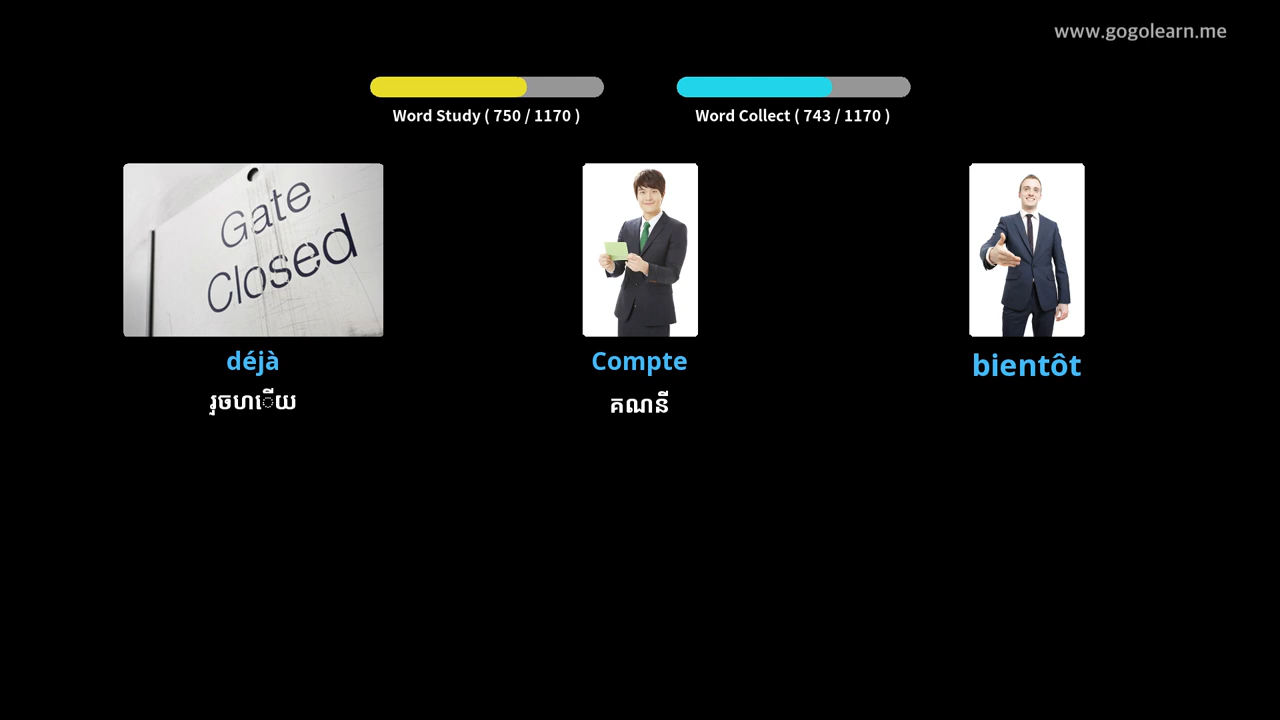 www.gogolearn.me
Word Study ( 750 / 1170 )
Word Collect ( 743 / 1170 )
Gate
Closed
déjà
រួចហើយ
Compte
គណនី
bientôt